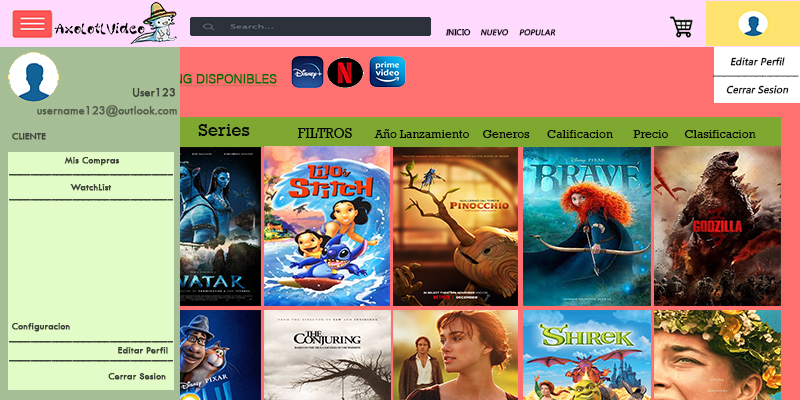 AxolotlVideo
Search...
INICIO NUEVO POPULAR
Editar Perfil
Cerrar Sesion
User123
username123@outlook.com
CLIENTE
Mis Compras
WatchList
Configuracion
Editar Perfil
Cerrar Sesion
NG DISPONIBLES
Disney+
N
prime video
Series FILTROS Año Lanzamiento Generos Calificacion Precio Clasificacion
VATAR
Lilo &
Stitch
PINOCCHIO
DISNEY PIXAR
BRAVE
GODZILLA
DISNEY PIXAR
THE
CONJURING
SHREK